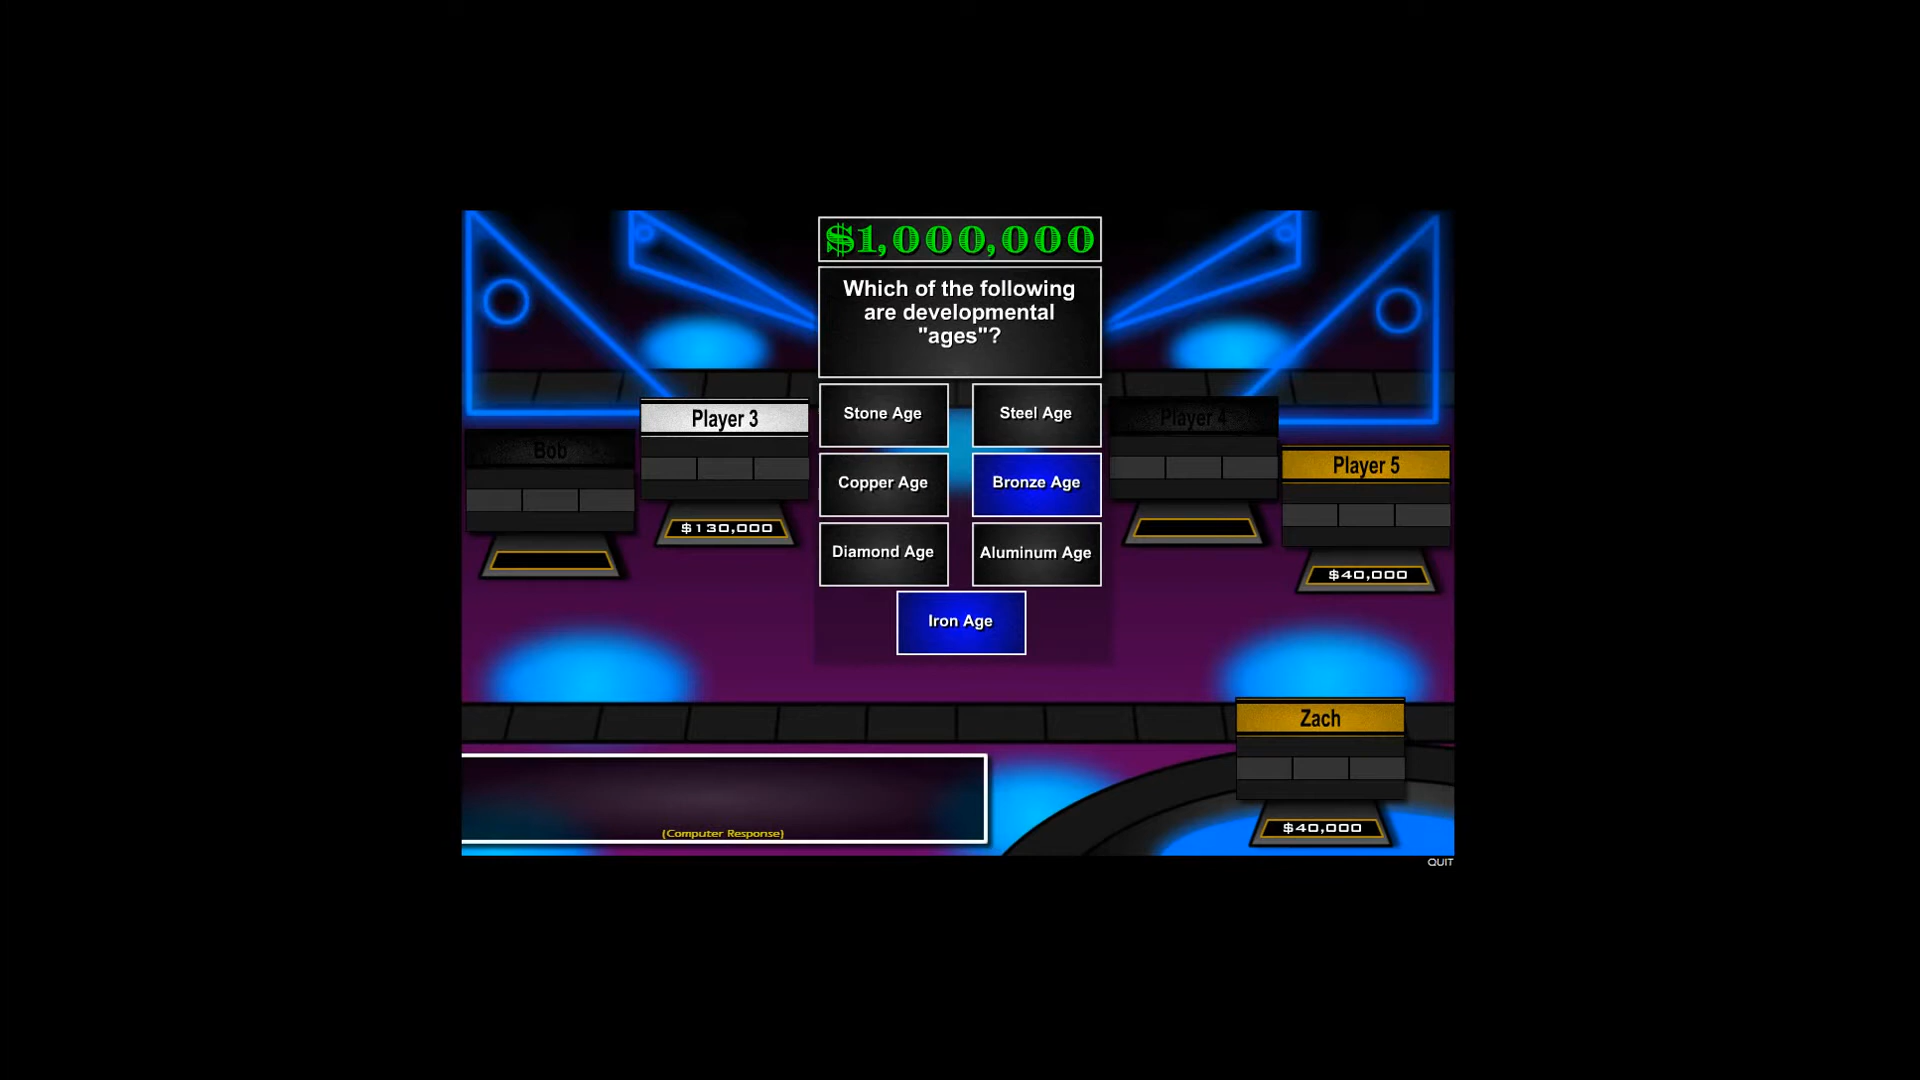 $1,000,000
Which of the following
are developmental
"ages"?
Stone Age
Steel Age
Copper Age
Bronze Age
Diamond Age
Aluminum Age
Iron Age
Bob
Player 3
$130,000
Player 4
Player 5
$40,000
Zach
$40,000
(Computer Response)
QUIT